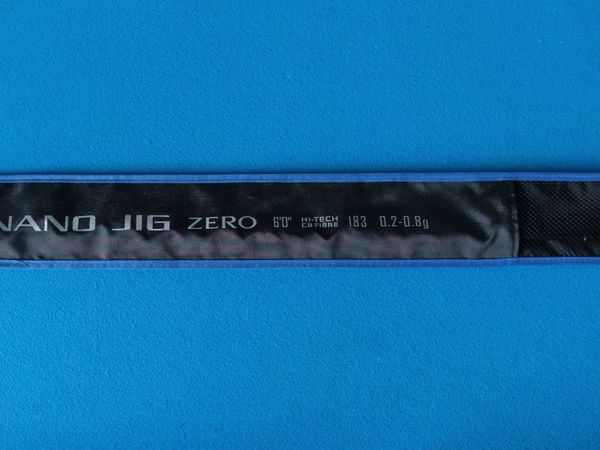 NANO JIG ZERO 6'0" HI-TECH CB FIBRE 183 0.2-0.8g